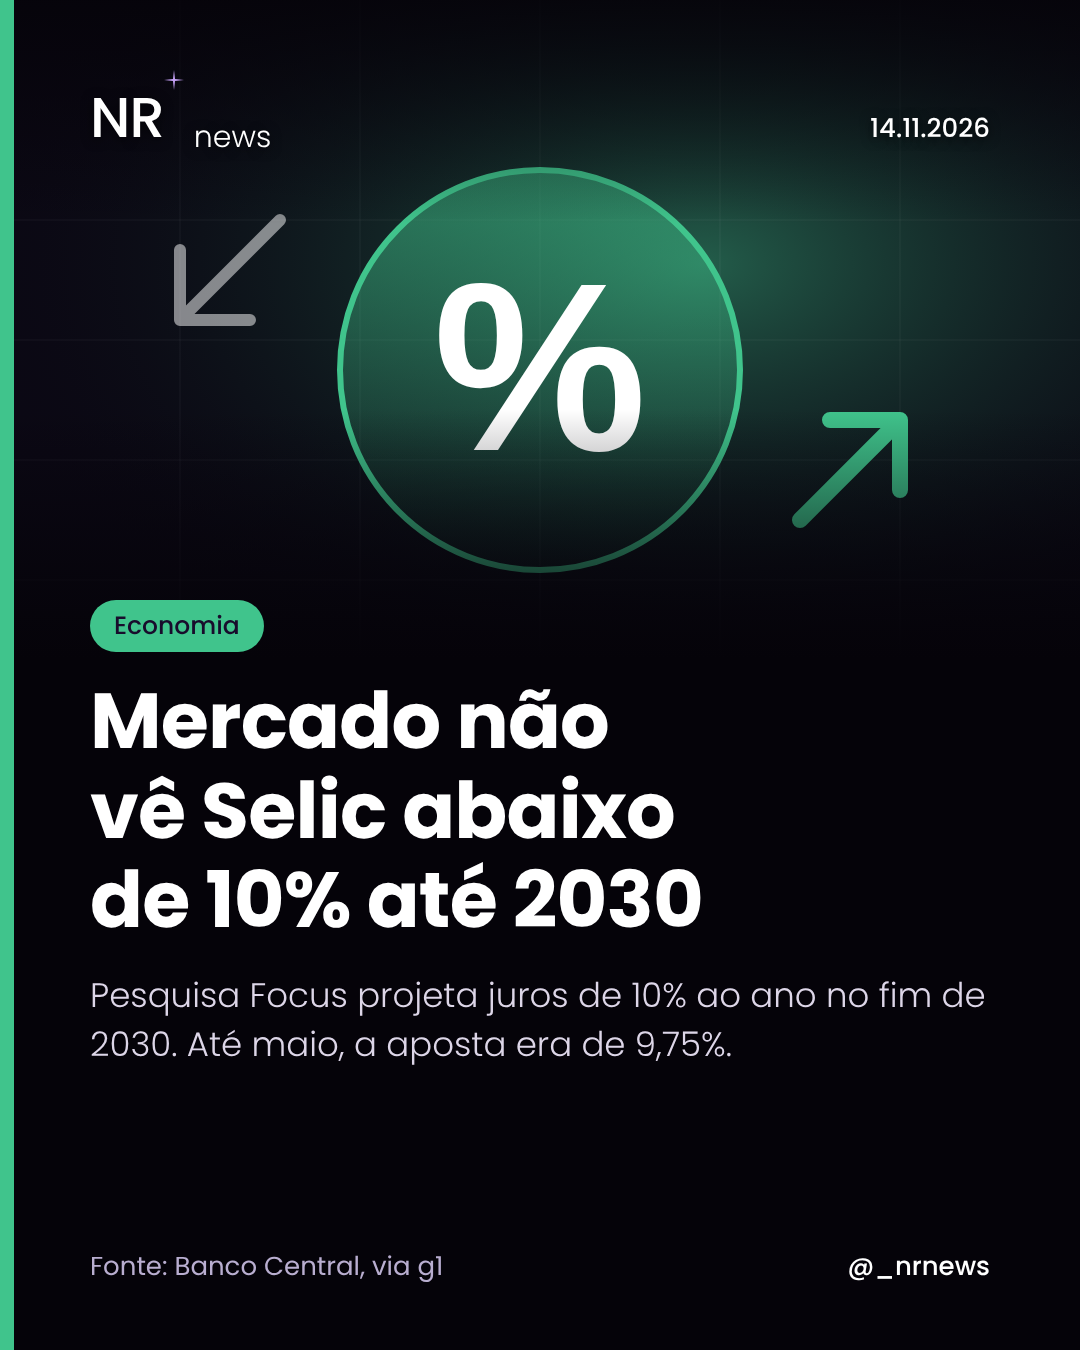 NR
news
14.11.2026
%
Economia
Mercado não
vê Selic abaixo
de 10% até 2030
Pesquisa Focus projeta juros de 10% ao ano no fim de
2030. Até maio, a aposta era de 9,75%.
Fonte: Banco Central, via g1
@_nrnews